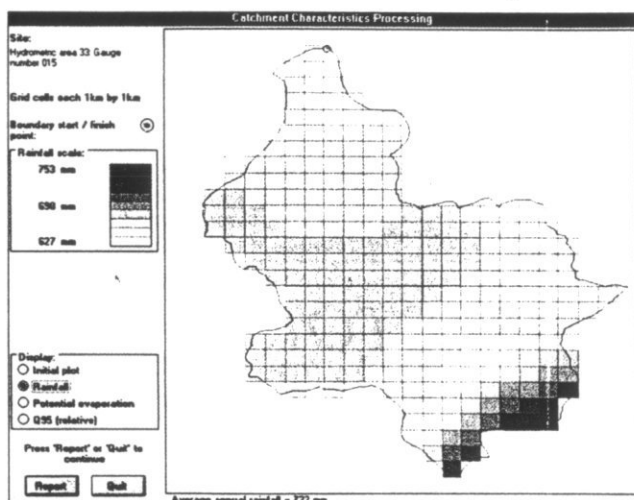 Catchment Characteristics Processing
Site:
Hydrometric area 33 Gauge
number 015
Grid cells each 1km by 1km
Boundary start / finish
point:
Rainfall scale:
753 mm
690 mm
627 mm
Display:
Initial plot
Rainfall
Potential evaporation
Q95 (relative)
Press 'Report' or 'Quit' to
continue
Report
Quit
Average annual rainfall =